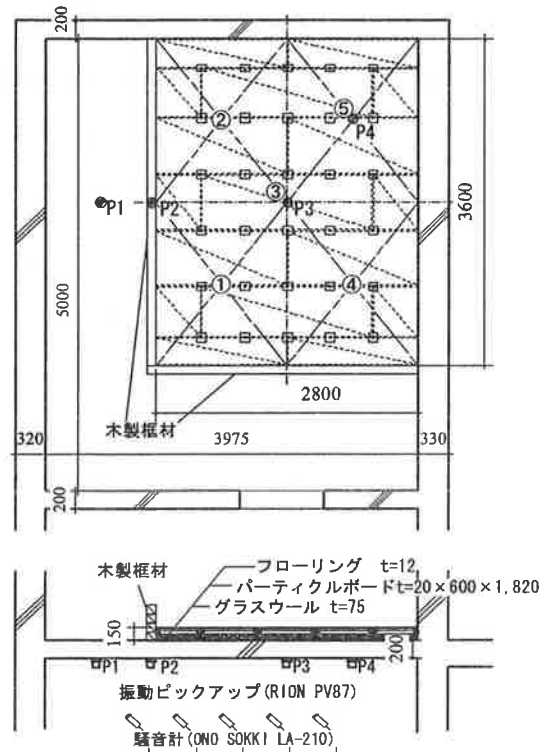 200
②
⑤
P4
③
P1
P2
P3
3600
5000
①
④
2800
木製框材
320
3975
330
200
木製框材
フローリング t=12
パーティクルボードt=20×600×1,820
グラスウール t=75
150
200
P1
P2
P3
P4
振動ピックアップ(RION PV87)
騒音計(ONO SOKKI LA-210)